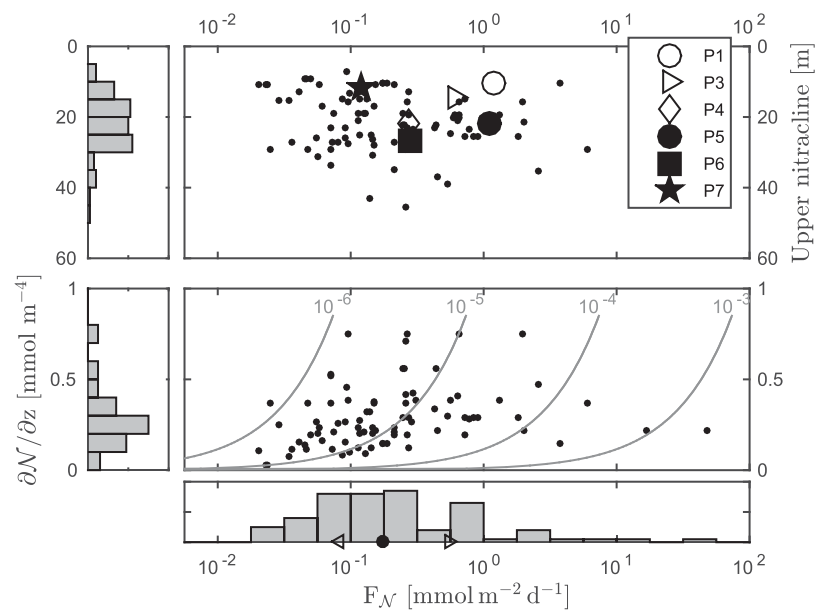 10^-2 10^-1 10^0 10^1 10^2
0 0
20 20
40 40
60 60
Upper nitracline [m]
P1
P3
P4
P5
P6
P7
1 1
0.5 0.5
0 0
∂𝒩/∂z [mmol m^−4]
10^-6 10^-5 10^-4 10^-3
10^-2 10^-1 10^0 10^1 10^2
F_𝒩 [mmol m^−2 d^−1]